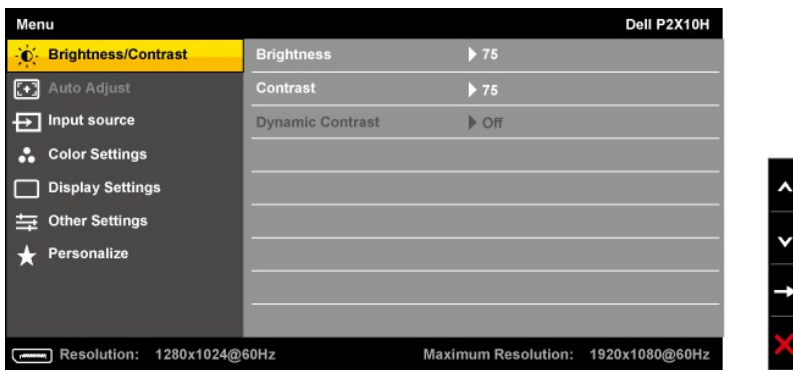 Menu Dell P2X10H
Brightness/Contrast Brightness 75
Auto Adjust Contrast 75
Input source Dynamic Contrast Off
Color Settings
Display Settings
Other Settings
Personalize
Resolution: 1280x1024@60Hz Maximum Resolution: 1920x1080@60Hz